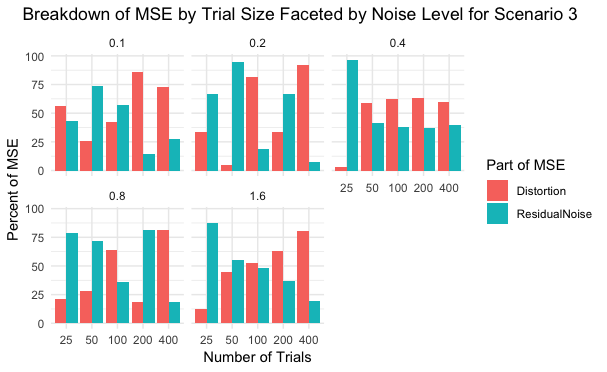 Breakdown of MSE by Trial Size Faceted by Noise Level for Scenario 3
0.1 0.2 0.4
100
75
50
25
0
25 50 100 200 400
0.8 1.6
100
75
50
25
0
25 50 100 200 400 25 50 100 200 400
Number of Trials
Percent of MSE
Part of MSE
Distortion
ResidualNoise